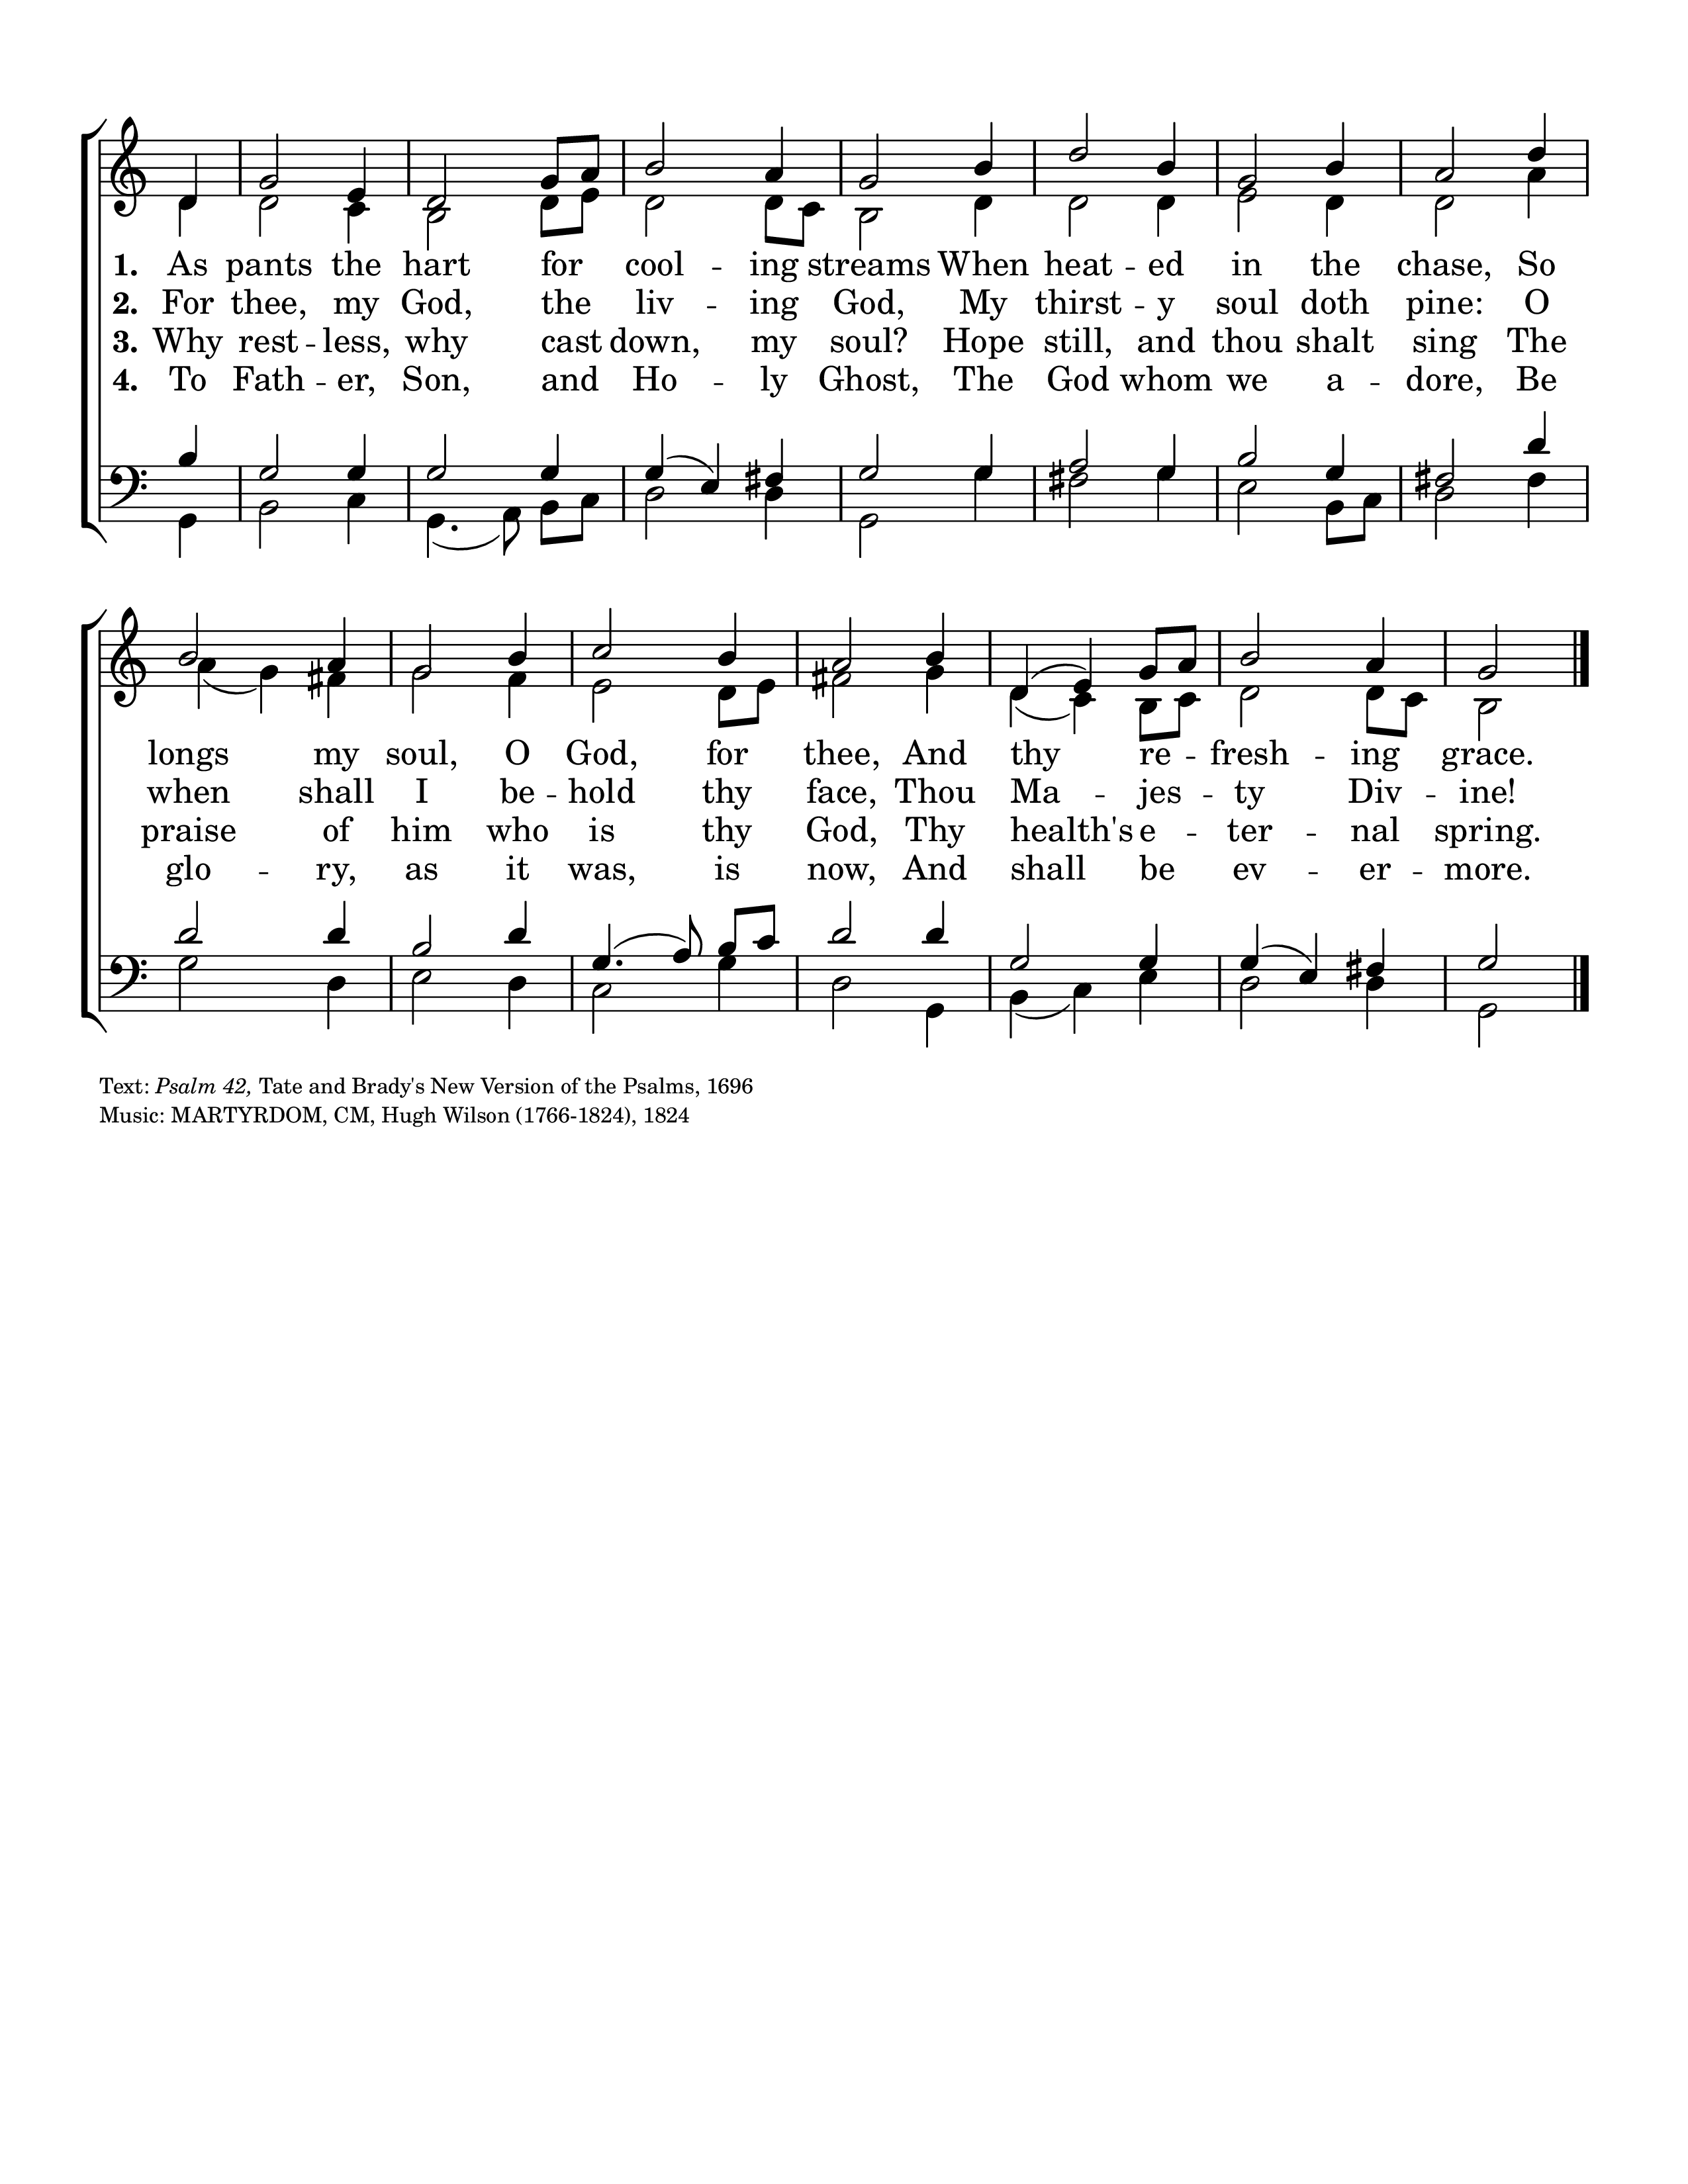 1. As pants the hart for cool -- ing streams When heat -- ed in the chase, So
2. For thee, my God, the liv -- ing God, My thirst -- y soul doth pine: O
3. Why rest -- less, why cast down, my soul? Hope still, and thou shalt sing The
4. To Fath -- er, Son, and Ho -- ly Ghost, The God whom we a -- dore, Be
longs my soul, O God, for thee, And thy re -- fresh -- ing grace.
when shall I be -- hold thy face, Thou Ma -- jes -- ty Div -- ine!
praise of him who is thy God, Thy health's e -- ter -- nal spring.
glo -- ry, as it was, is now, And shall be ev -- er -- more.
Text: Psalm 42, Tate and Brady's New Version of the Psalms, 1696
Music: MARTYRDOM, CM, Hugh Wilson (1766-1824), 1824